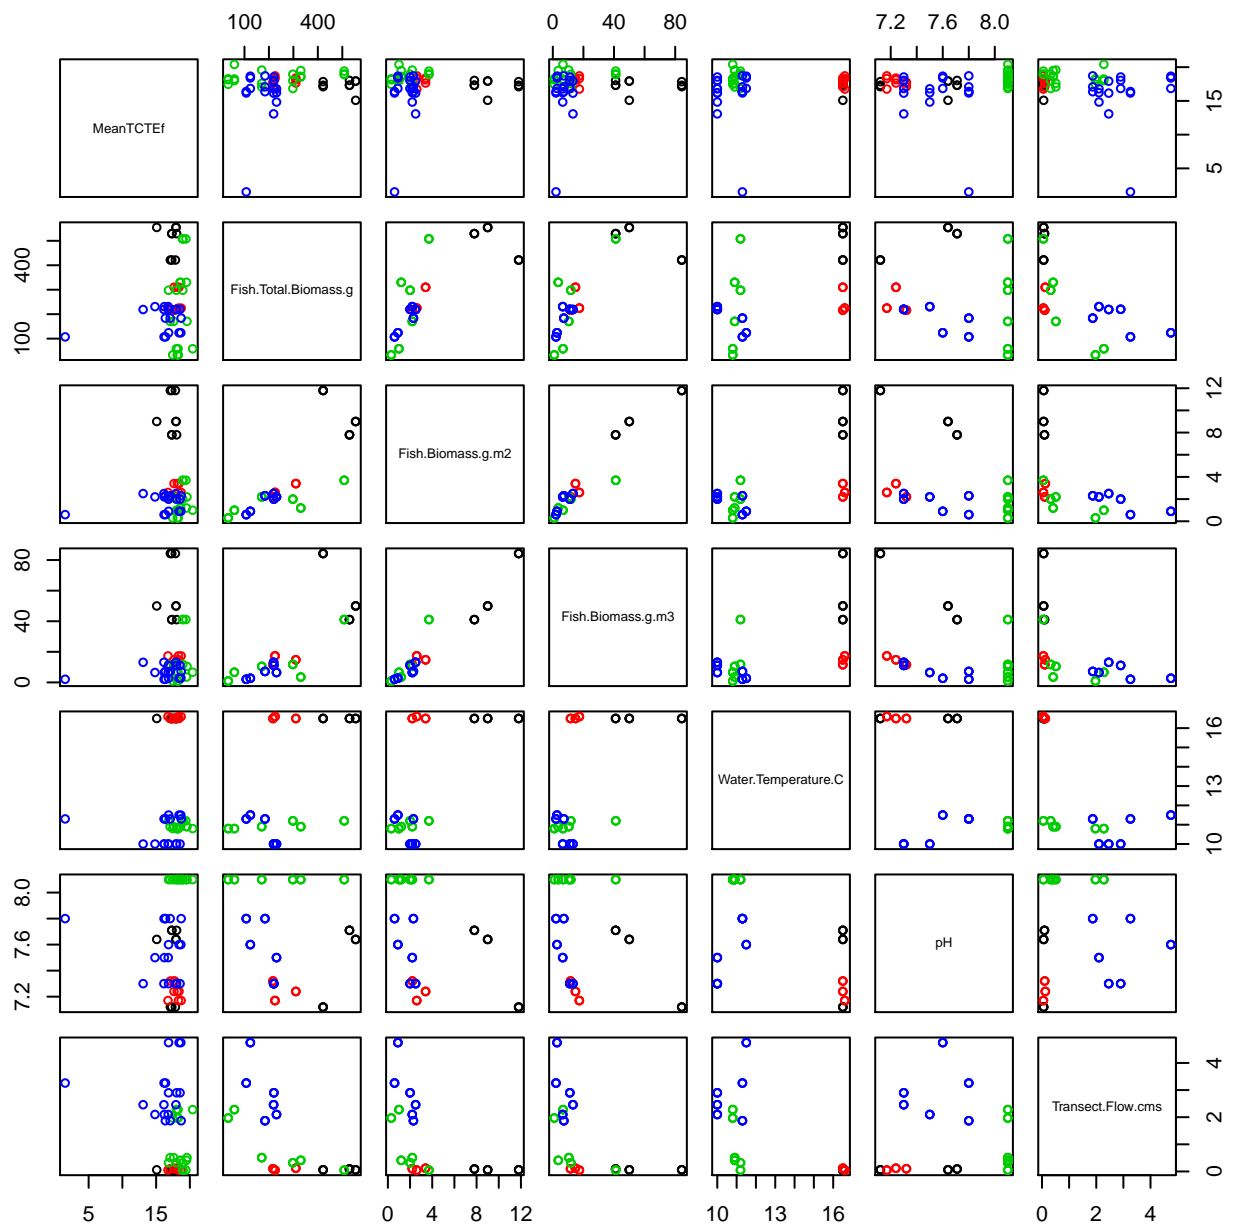 100 400 0 40 80 7.2 7.6 8.0
MeanTCTEf
5 15
Fish.Total.Biomass.g
100 400
Fish.Biomass.g.m2
0 4 8 12
Fish.Biomass.g.m3
0 40 80
Water.Temperature.C
10 13 16
pH
7.2 7.6 8.0
Transect.Flow.cms
0 2 4
5 15 0 4 8 12 10 13 16 0 2 4